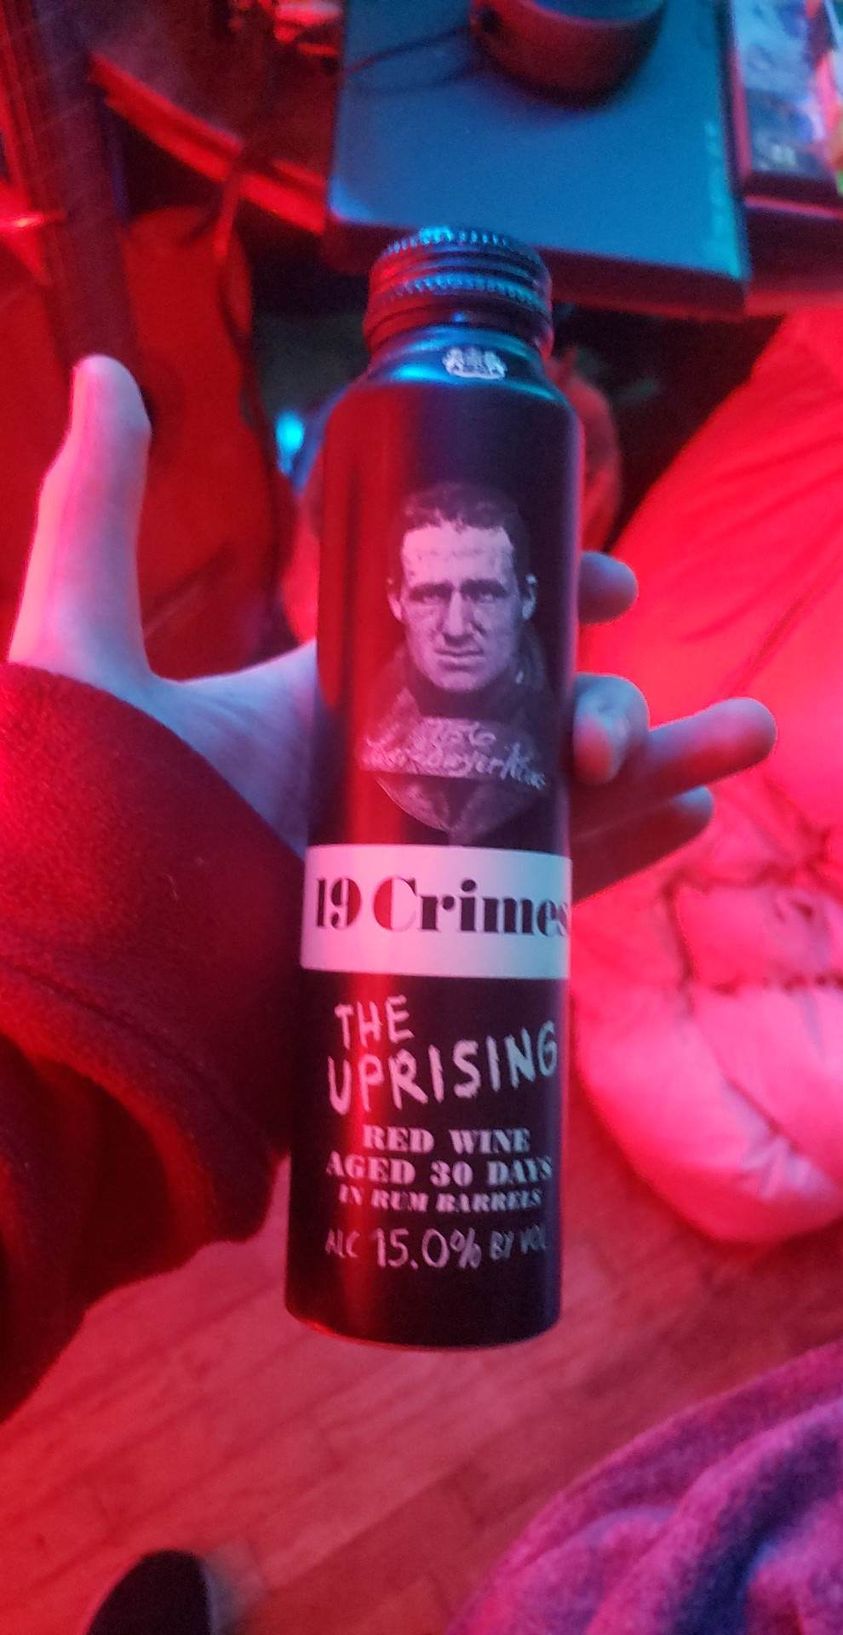 19 Crimes
THE
UPRISING
RED WINE
AGED 30 DAYS
IN RUM BARRELS
ALC 15.0% BY VOL